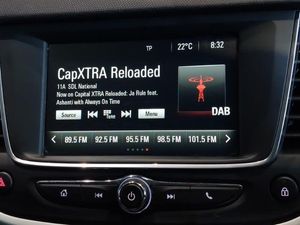 TP 22°C 8:32
CapXTRA Reloaded
11A SDL National
Now on Capital XTRA Reloaded: Ja Rule feat.
Ashanti with Always On Time
Source Menu
DAB
89.5 FM 92.5 FM 95.5 FM 98.5 FM 101.5 FM